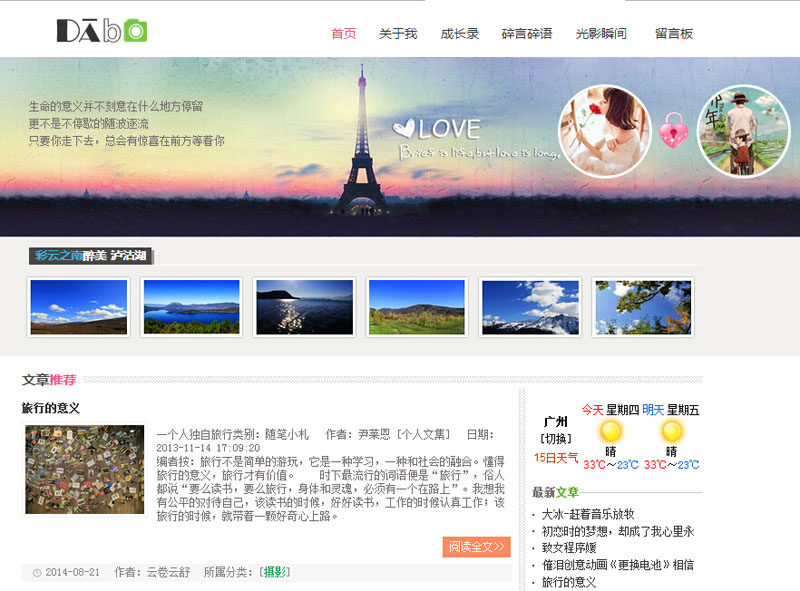 DĀbo
首页 关于我 成长录 碎言碎语 光影瞬间 留言板
生命的意义并不刻意在什么地方停留
更不是不停歇的随波逐流
只要你走下去，总会有惊喜在前方等着你
LOVE
Brief is life,but love is long.
年
彩云之南醉美 泸沽湖
文章推荐
旅行的意义
一个人独自旅行类别：随笔小札 作者：尹莱恩 [个人文集] 日期：
2013-11-14 17:09:20
编者按：旅行不是简单的游玩，它是一种学习，一种和社会的融合。懂得
旅行的意义，旅行才有价值。 时下最流行的词语便是“旅行”，俗人
都说“要么读书，要么旅行，身体和灵魂，必须有一个在路上”。我想我
有公平的对待自己，该读书的时候，好好读书，工作的时候认真工作；该
旅行的时候，就带着一颗好奇心上路。
阅读全文>>
2014-08-21 作者：云卷云舒 所属分类：[摄影]
广州
[切换]
15日天气
今天 星期四 明天 星期五
晴 晴
33℃～23℃ 33℃～23℃
最新文章
· 大冰-赶着音乐放牧
· 初恋时的梦想，却成了我心里永
· 致女程序媛
· 催泪创意动画《更换电池》相信
· 旅行的意义